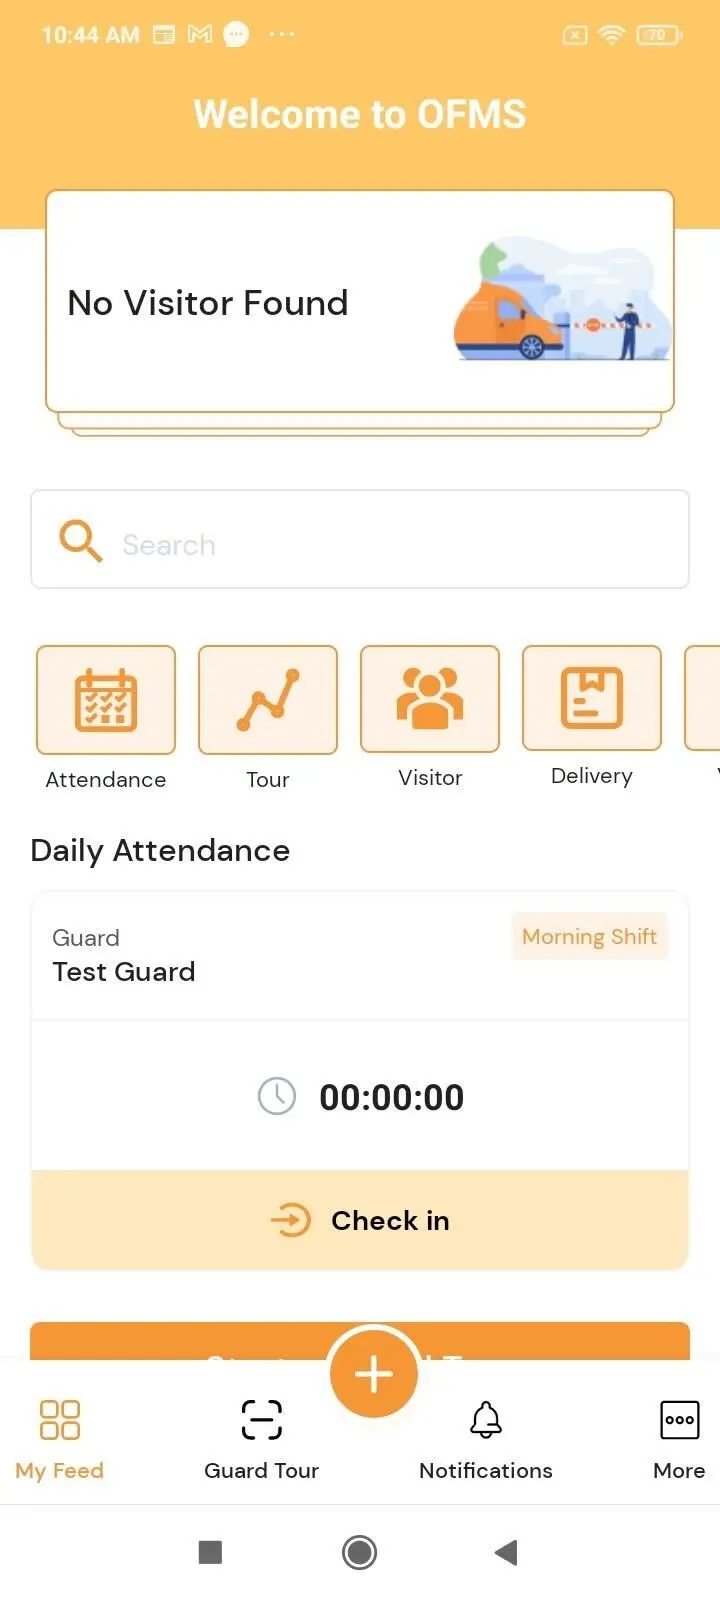 10:44 AM
70
Welcome to OFMS
No Visitor Found
Search
Attendance
Tour
Visitor
Delivery
Daily Attendance
Guard
Morning Shift
Test Guard
00:00:00
Check in
My Feed
Guard Tour
Notifications
More